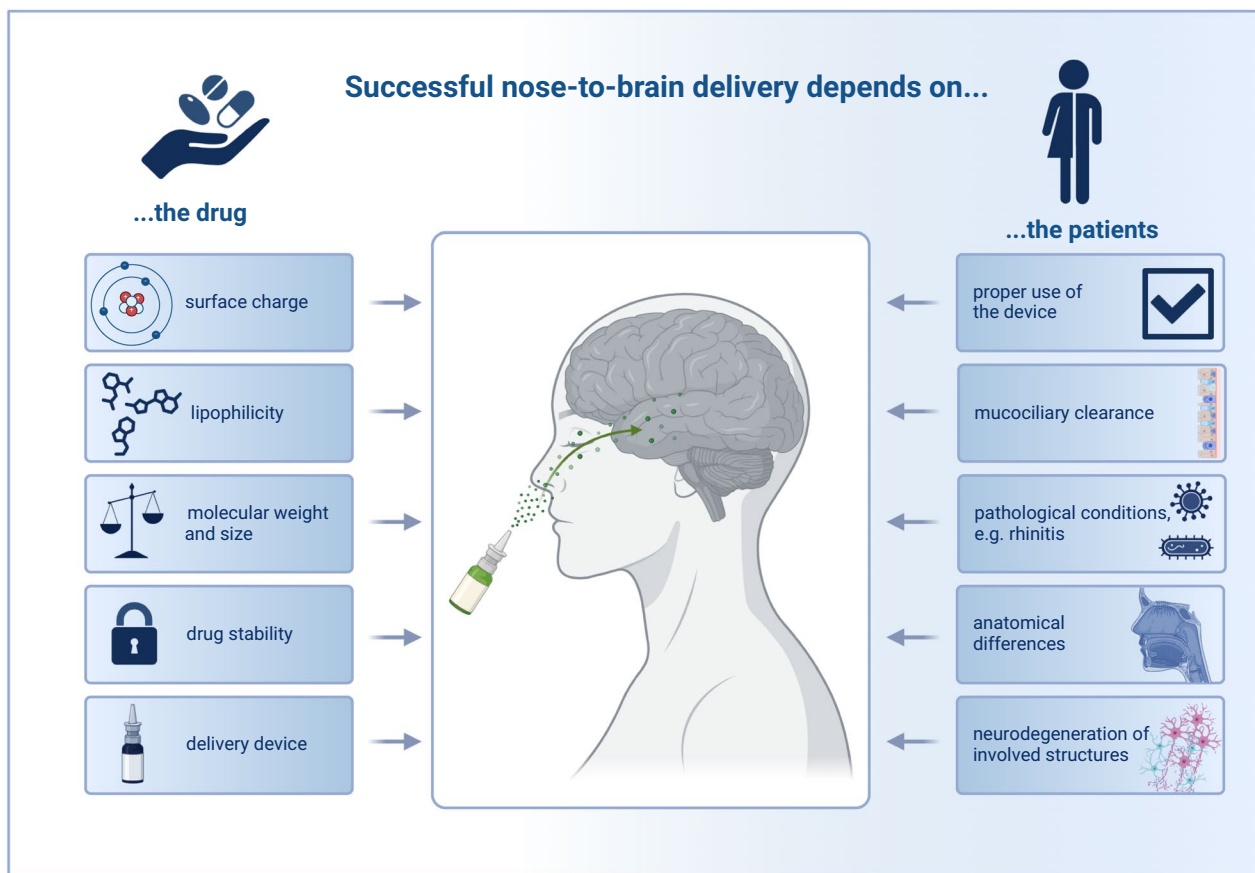 Successful nose-to-brain delivery depends on...
...the drug
surface charge
lipophilicity
molecular weight
and size
drug stability
delivery device
...the patients
proper use of
the device
mucociliary clearance
pathological conditions,
e.g. rhinitis
anatomical
differences
neurodegeneration of
involved structures